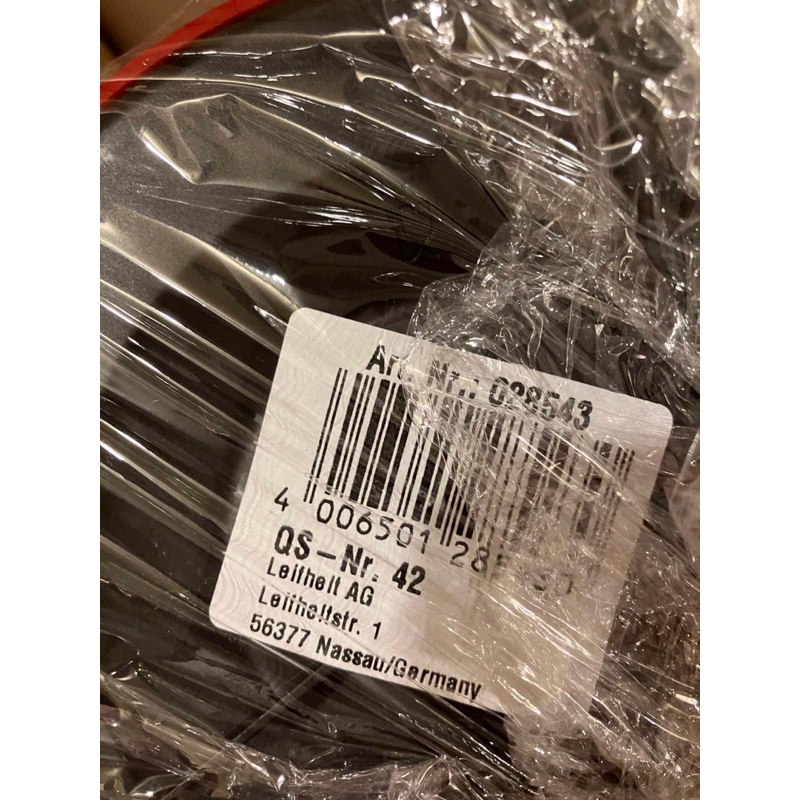 Art. Nr.: 028543
4 006501 28
QS-Nr. 42
Leifheit AG
Leifheitstr. 1
56377 Nassau/Germany